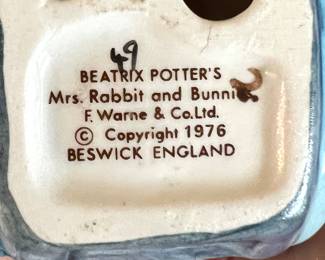 49
BEATRIX POTTER'S
Mrs. Rabbit and Bunnies
F. Warne & Co. Ltd.
© Copyright 1976
BESWICK ENGLAND